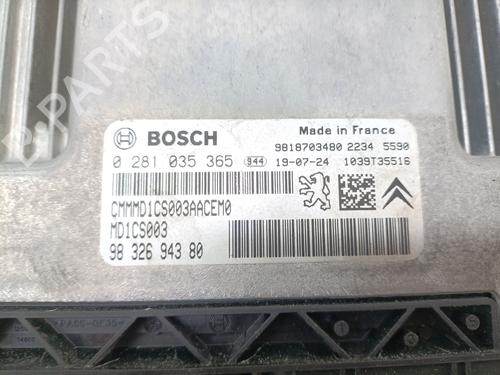 B-PARTS
BOSCH
Made in France
9818703480 2234 5590
0 281 035 365 944 19-07-24 1039T35516
CMMMD1CS003AACEM0
MD1CS003
98 326 943 80